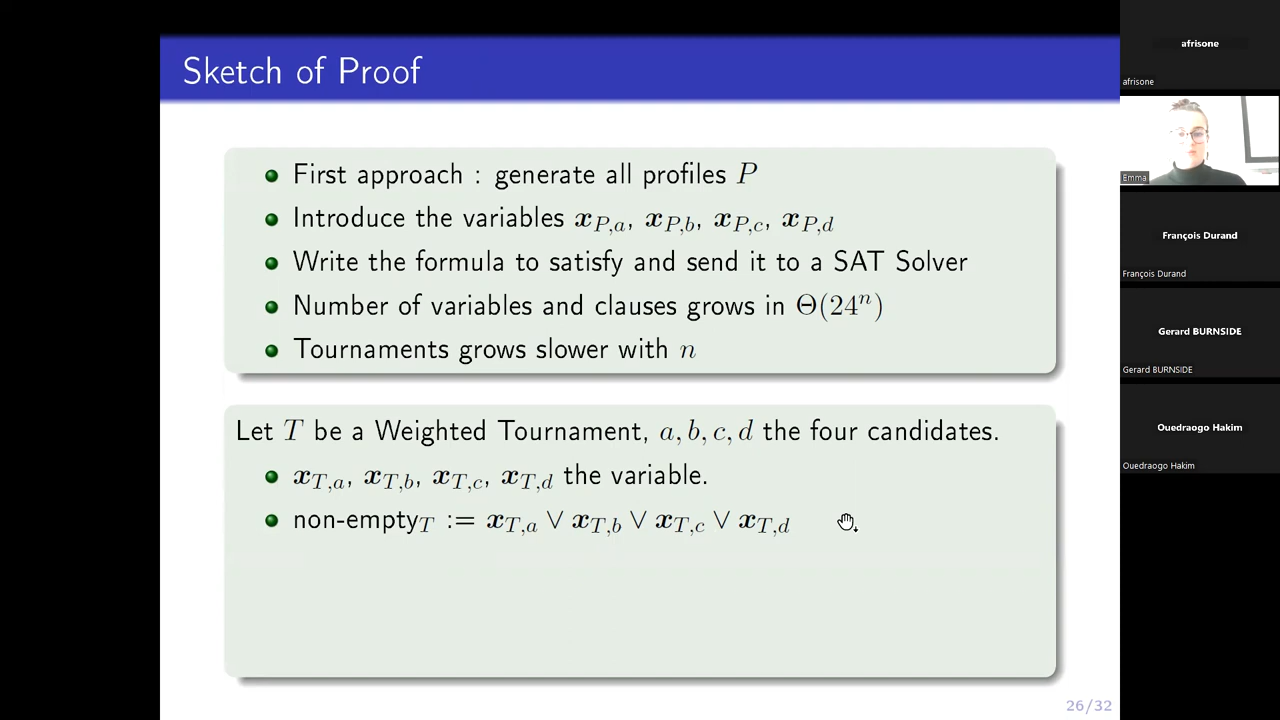 Sketch of Proof
First approach : generate all profiles P
Introduce the variables x_{P,a}, x_{P,b}, x_{P,c}, x_{P,d}
Write the formula to satisfy and send it to a SAT Solver
Number of variables and clauses grows in Θ(24^n)
Tournaments grows slower with n
Let T be a Weighted Tournament, a, b, c, d the four candidates.
x_{T,a}, x_{T,b}, x_{T,c}, x_{T,d} the variable.
non-empty_T := x_{T,a} ∨ x_{T,b} ∨ x_{T,c} ∨ x_{T,d}
26/32
afrisone
afrisone
Emma
François Durand
François Durand
Gerard BURNSIDE
Gerard BURNSIDE
Ouedraogo Hakim
Ouedraogo Hakim